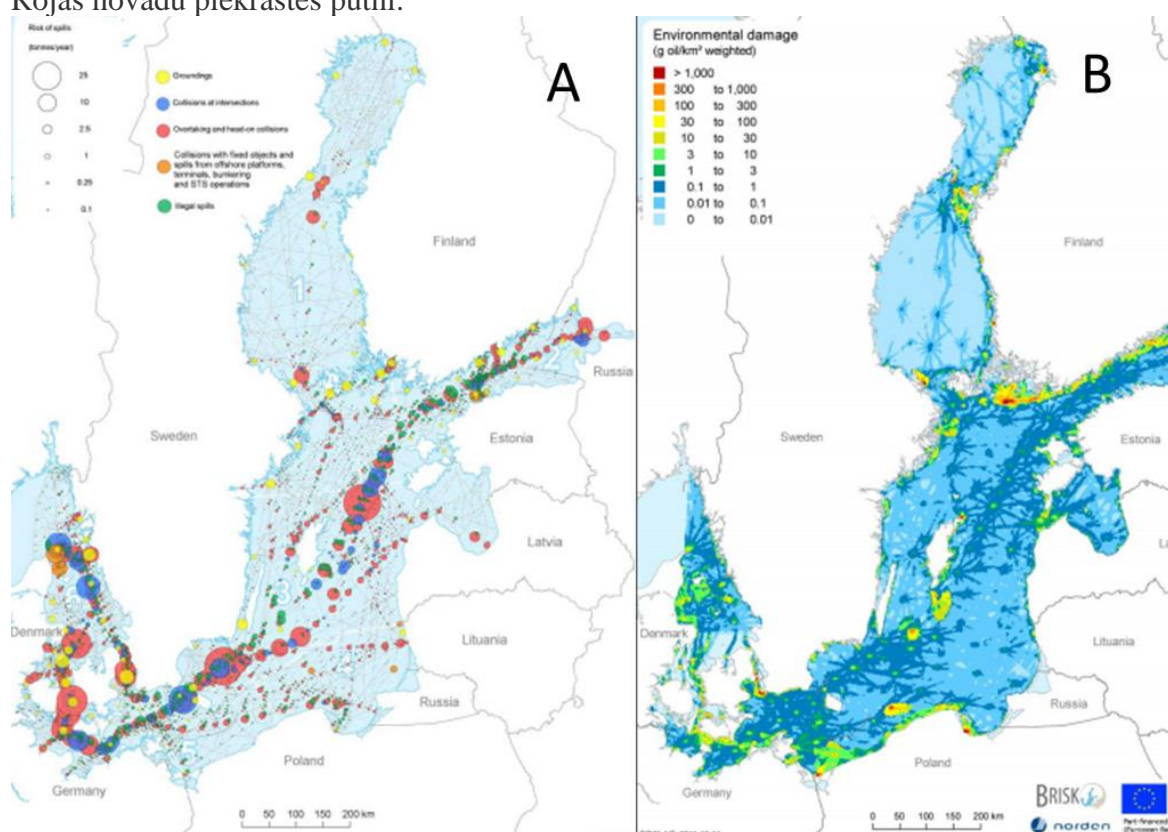 Rojas novadu piekrastes putni.
Risk of spills
(tonnes/year)
25
10
2.5
1
0.25
0.1
Groundings
Collisions at intersections
Overtaking and head-on collisions
Collisions with fixed objects and
spills from offshore platforms,
terminals, bunkering
and STS operations
Illegal spills
A
Finland
1
2
Russia
Sweden
Estonia
Latvia
3
Denmark
Lituania
Russia
Poland
Germany
0 50 100 150 200 km
Environmental damage
(g oil/km² weighted)
> 1,000
300 to 1,000
100 to 300
30 to 100
10 to 30
3 to 10
1 to 3
0.1 to 1
0.01 to 0.1
0 to 0.01
B
Finland
Sweden
Estonia
Denmark
Lituania
Russia
Poland
Germany
0 50 100 150 200 km
BRISK
norden
Part-financed